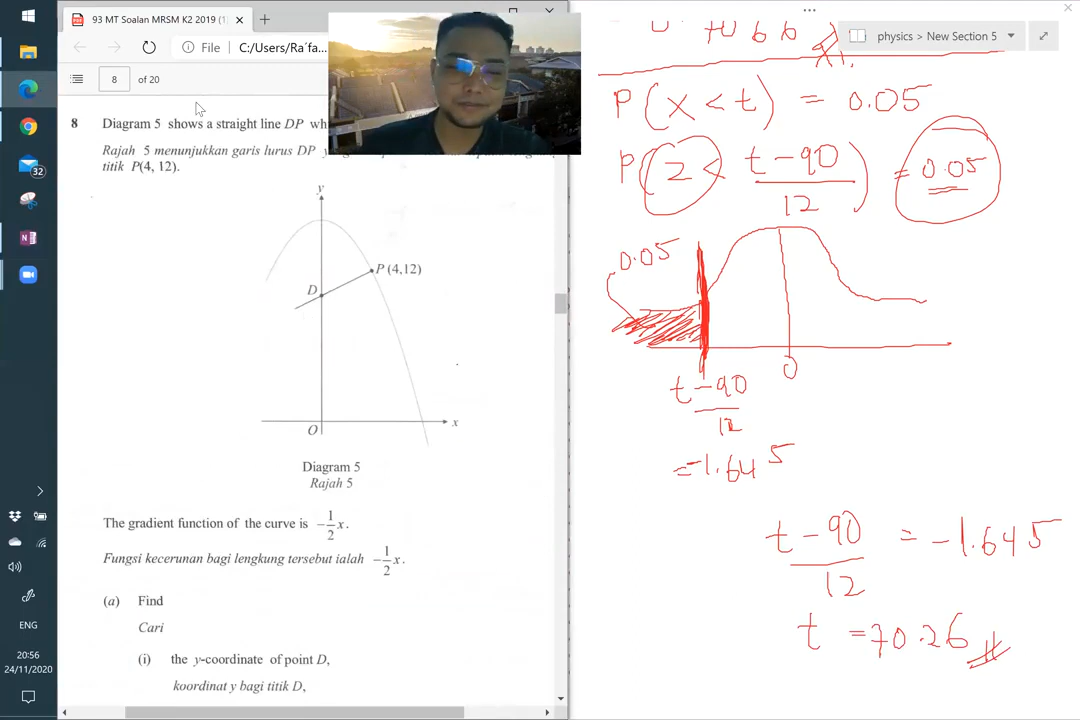 93 MT Soalan MRSM K2 2019 (1)
File
C:/Users/Ra'fa...
8
of 20
8 Diagram 5 shows a straight line DP
Rajah 5 menunjukkan garis lurus DP
titik P(4, 12).
y
P (4,12)
D
O
x
Diagram 5
Rajah 5
The gradient function of the curve is -1/2 x.
Fungsi kecerunan bagi lengkung tersebut ialah -1/2 x.
(a) Find
Cari
(i) the y-coordinate of point D,
koordinat y bagi titik D,
32
ENG
20:56
24/11/2020
physics > New Section 5
P(x < t) = 0.05
P(Z < (t-90)/12) = 0.05
0.05
0
t-90
12
= -1.645
(t-90)/12 = -1.645
t = 70.26